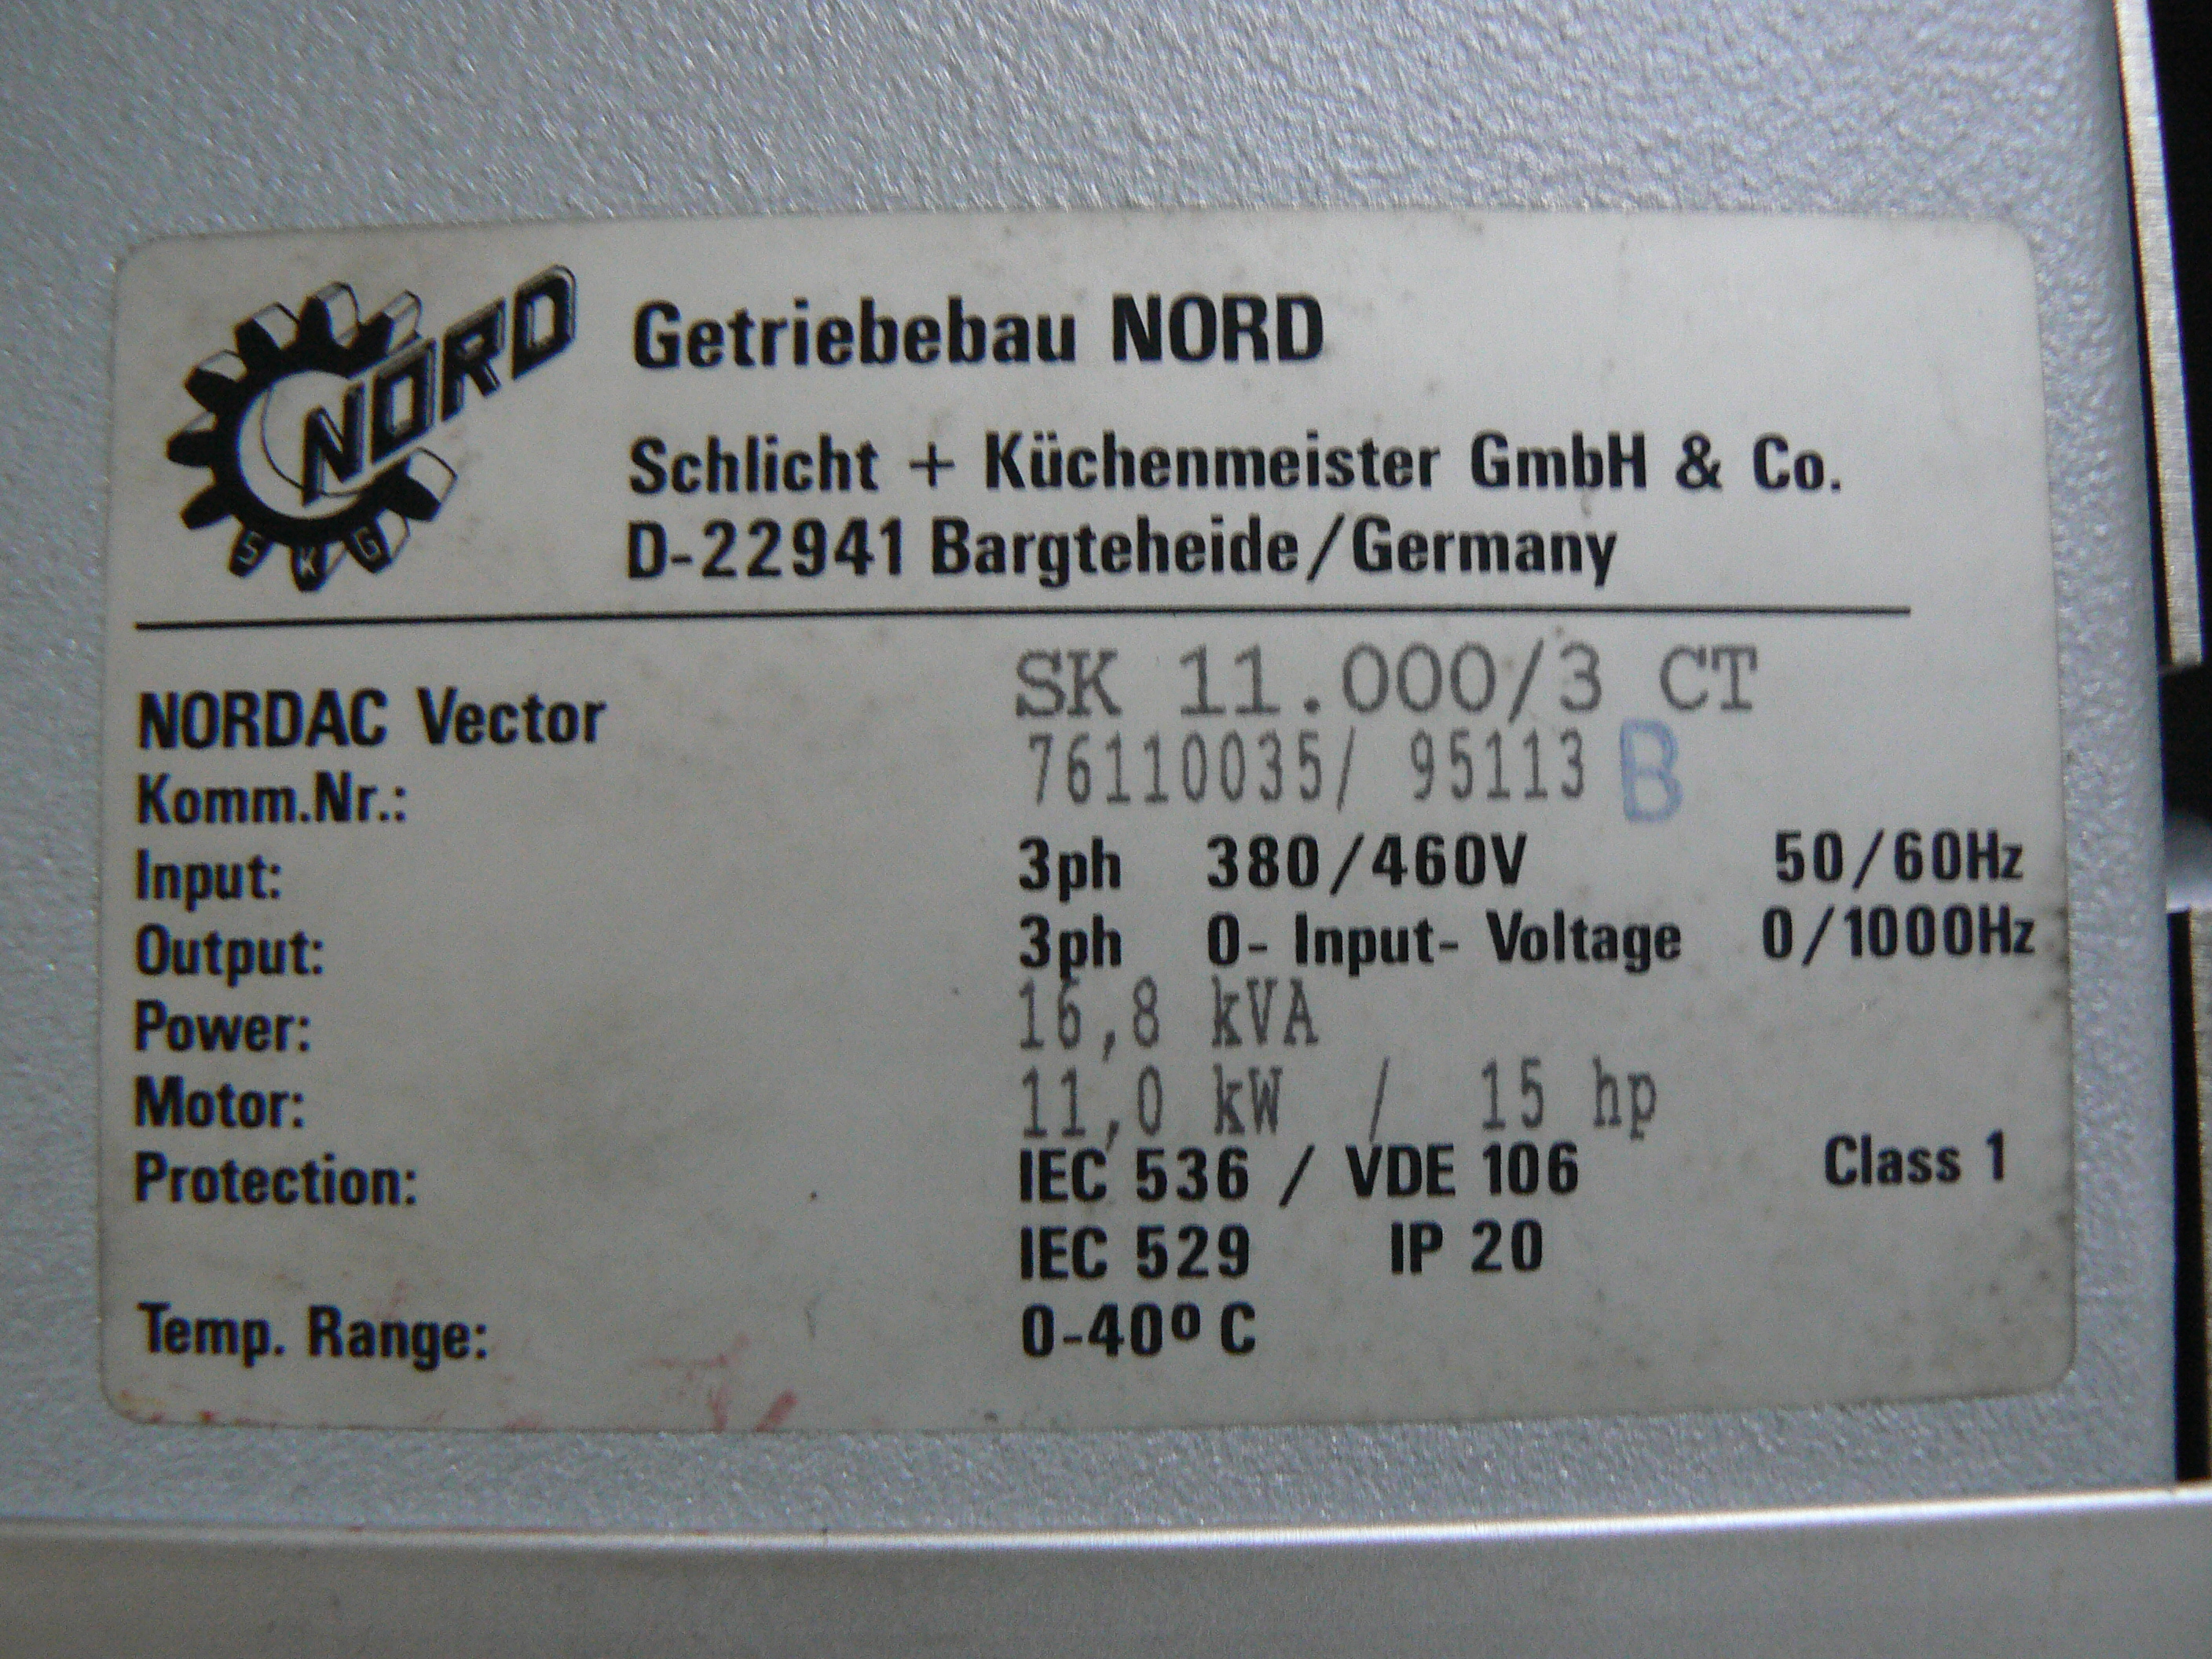 NORD
SKG
Getriebebau NORD
Schlicht + Küchenmeister GmbH & Co.
D-22941 Bargteheide/Germany
NORDAC Vector SK 11.000/3 CT
Komm.Nr.: 76110035/ 95113 B
Input: 3ph 380/460V 50/60Hz
Output: 3ph 0- Input- Voltage 0/1000Hz
Power: 16,8 kVA
Motor: 11,0 kW / 15 hp
Protection: IEC 536 / VDE 106 Class 1
IEC 529 IP 20
Temp. Range: 0-40º C